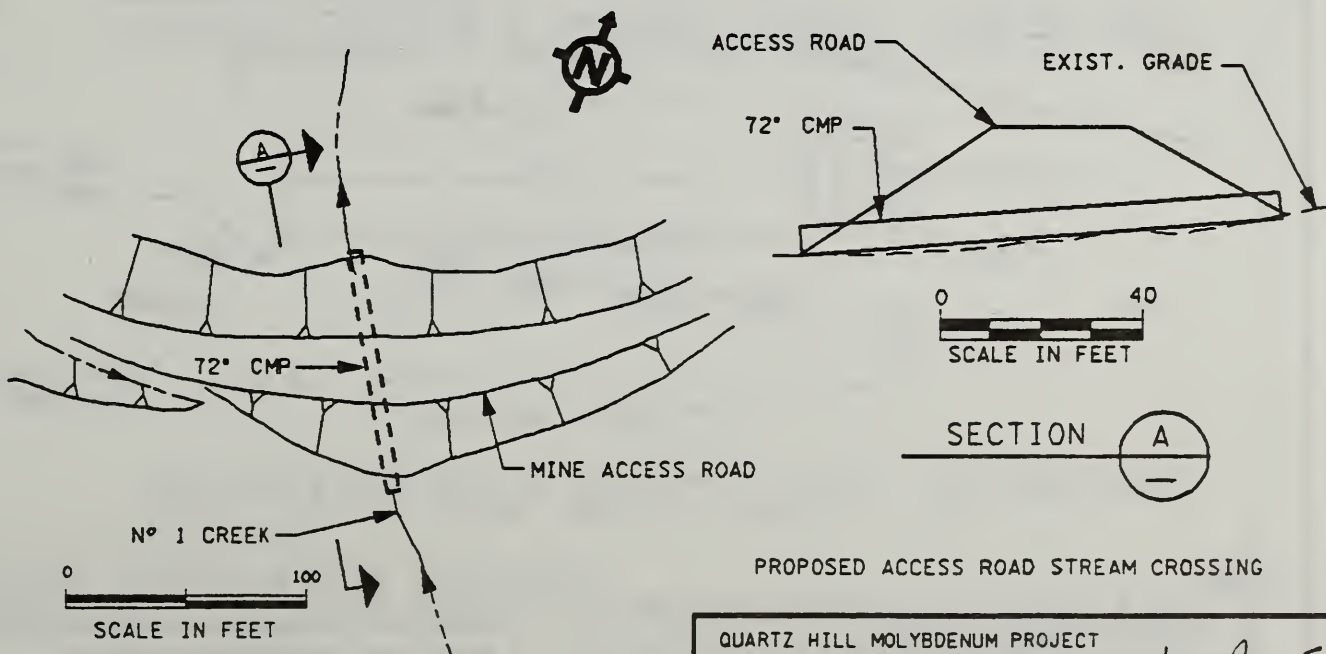 N
A
72" CMP
MINE ACCESS ROAD
Nº 1 CREEK
0 100
SCALE IN FEET
ACCESS ROAD
EXIST. GRADE
72" CMP
0 40
SCALE IN FEET
SECTION A
PROPOSED ACCESS ROAD STREAM CROSSING
QUARTZ HILL MOLYBDENUM PROJECT